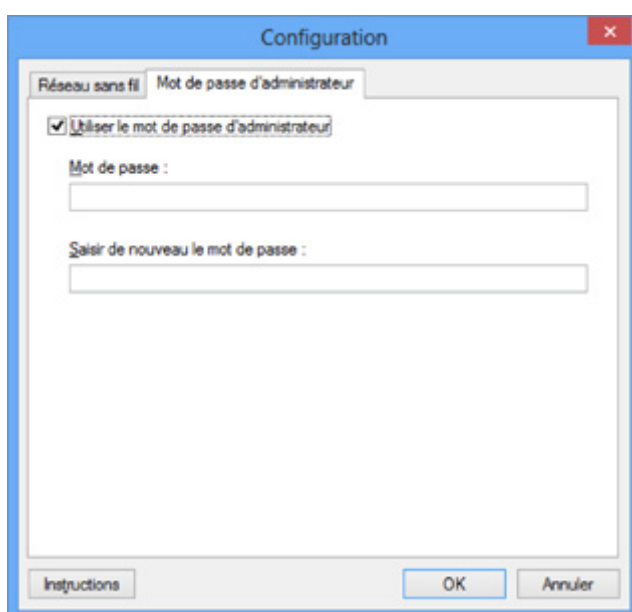 Configuration
Réseau sans fil Mot de passe d'administrateur
Utiliser le mot de passe d'administrateur
Mot de passe :
Saisir de nouveau le mot de passe :
Instructions OK Annuler